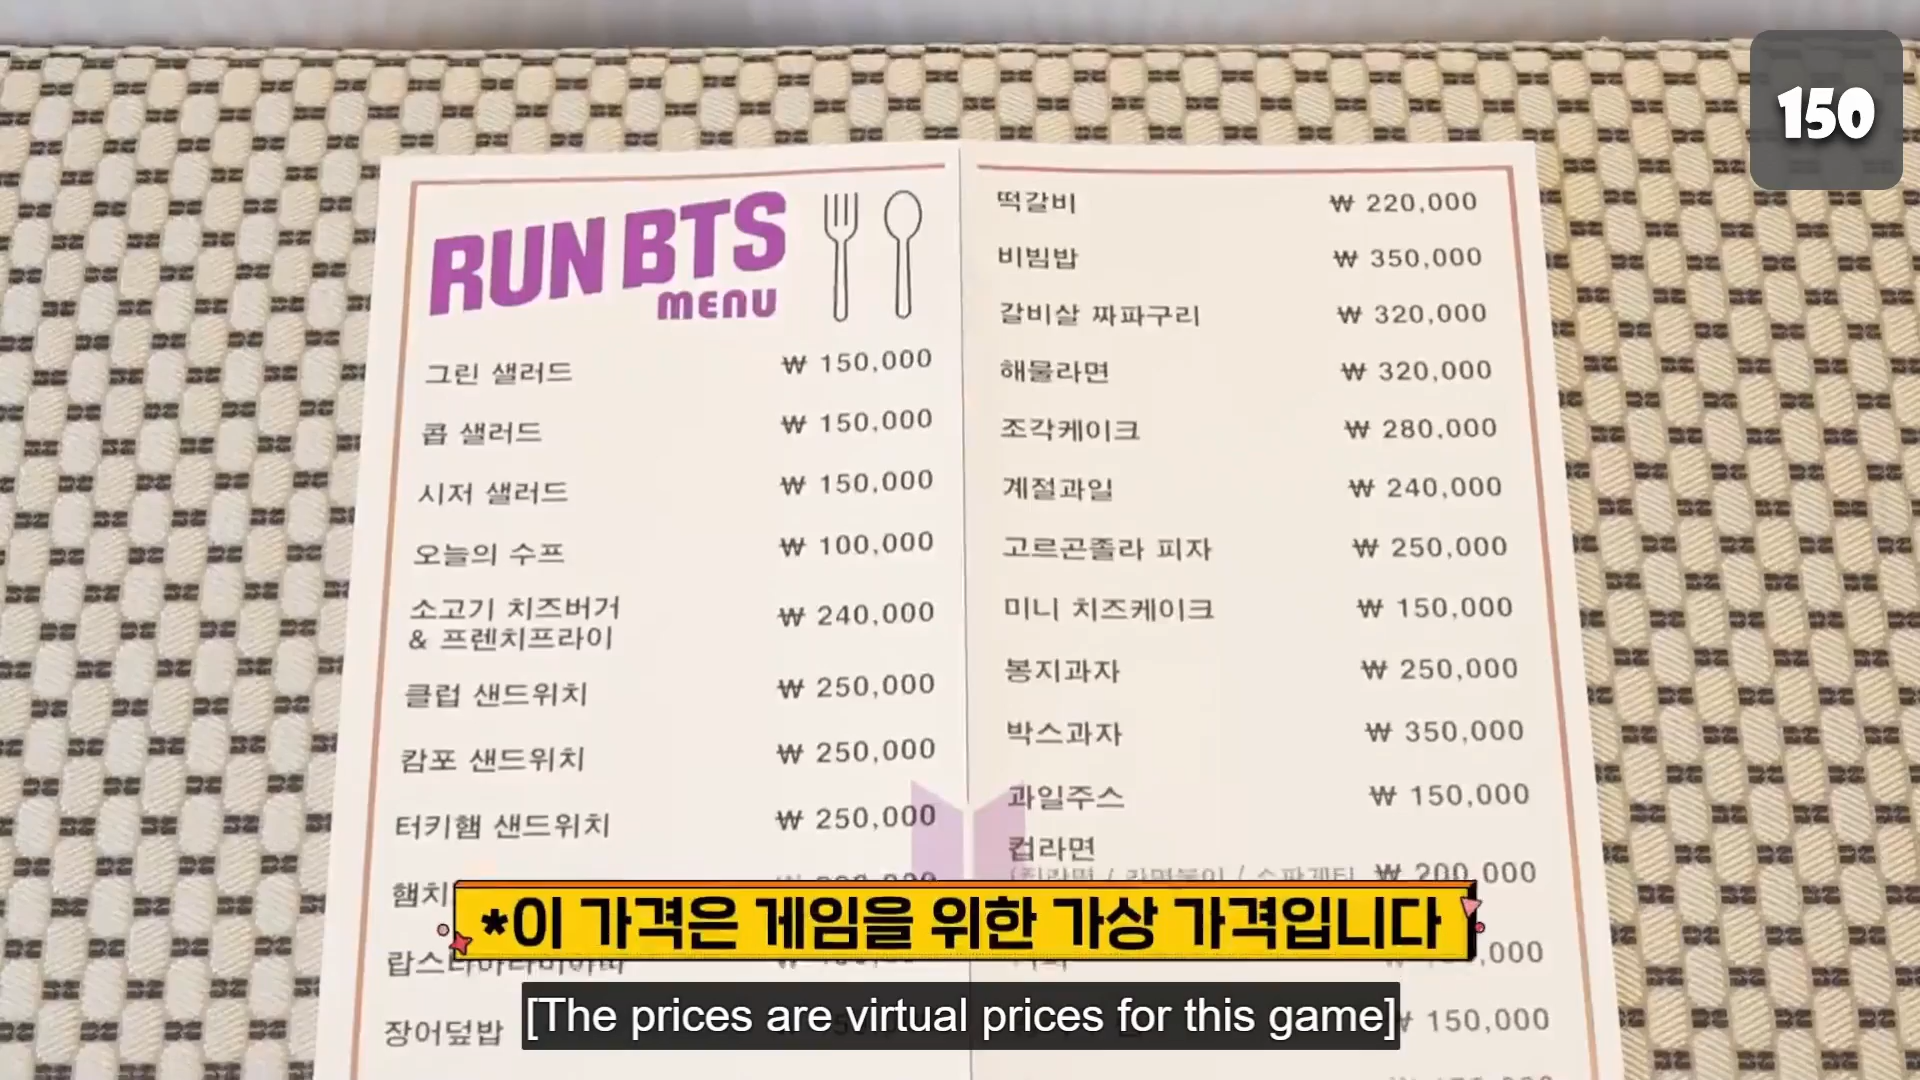 150
RUN BTS
MENU
그린 샐러드 ₩ 150,000
콥 샐러드 ₩ 150,000
시저 샐러드 ₩ 150,000
오늘의 수프 ₩ 100,000
소고기 치즈버거
& 프렌치프라이 ₩ 240,000
클럽 샌드위치 ₩ 250,000
캄포 샌드위치 ₩ 250,000
터키햄 샌드위치 ₩ 250,000
햄치
장어덮밥
떡갈비 ₩ 220,000
비빔밥 ₩ 350,000
갈비살 짜파구리 ₩ 320,000
해물라면 ₩ 320,000
조각케이크 ₩ 280,000
계절과일 ₩ 240,000
고르곤졸라 피자 ₩ 250,000
미니 치즈케이크 ₩ 150,000
봉지과자 ₩ 250,000
박스과자 ₩ 350,000
과일주스 ₩ 150,000
컵라면
₩ 200,000
,000
₩ 150,000
*이 가격은 게임을 위한 가상 가격입니다
[The prices are virtual prices for this game]